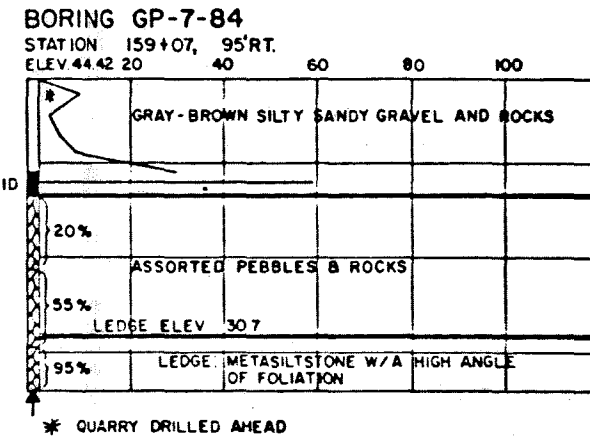 BORING GP-7-84
STATION 159+07, 95'RT.
ELEV. 44.42 20 40 60 80 100
*
GRAY-BROWN SILTY SANDY GRAVEL AND ROCKS
1D
20%
ASSORTED PEBBLES & ROCKS
55%
LEDGE ELEV 30.7
95%
LEDGE: METASILTSTONE W/A HIGH ANGLE
OF FOLIATION
* QUARRY DRILLED AHEAD